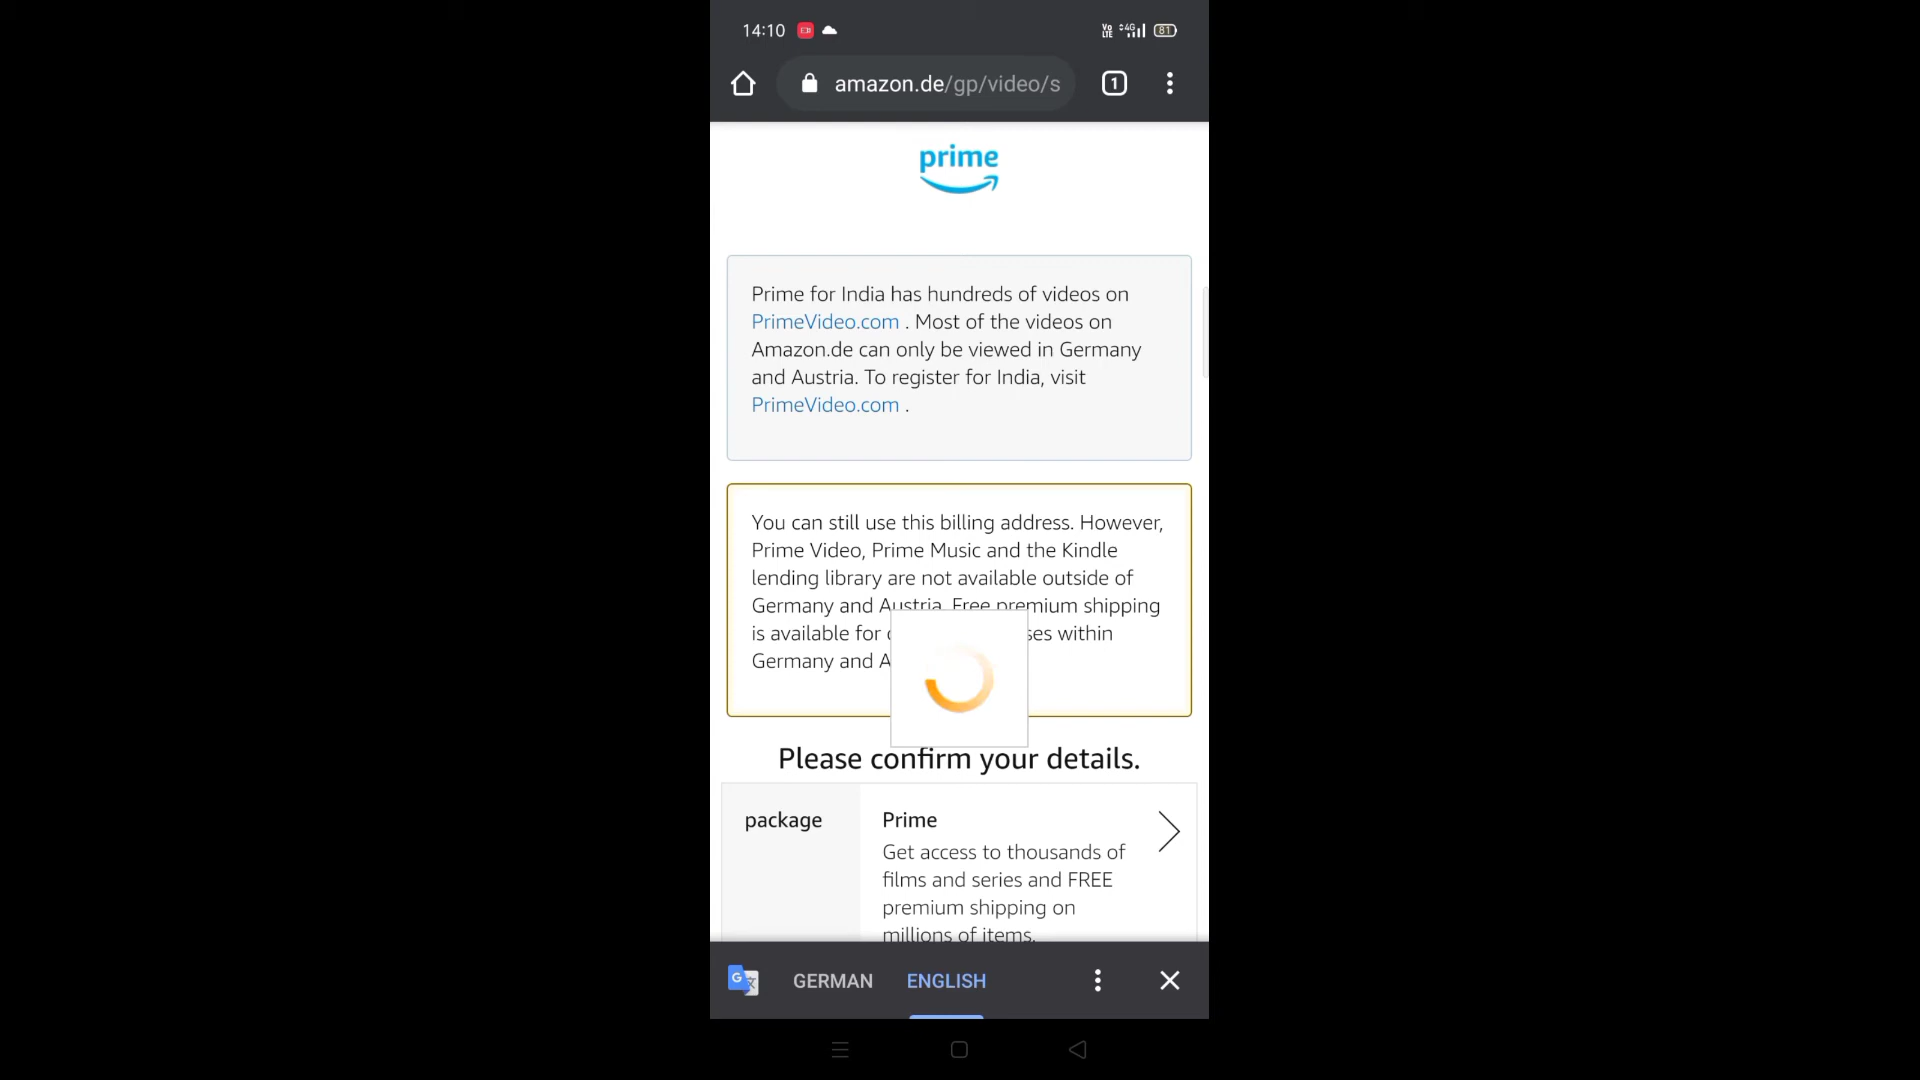 14:10
Vo LTE 4G 81
amazon.de/gp/video/s
1
prime
Prime for India has hundreds of videos on
PrimeVideo.com . Most of the videos on
Amazon.de can only be viewed in Germany
and Austria. To register for India, visit
PrimeVideo.com .
You can still use this billing address. However,
Prime Video, Prime Music and the Kindle
lending library are not available outside of
Germany and Austria. Free premium shipping
is available for
within
Germany and
Please confirm your details.
package
Prime
Get access to thousands of
films and series and FREE
premium shipping on
millions of items.
G
GERMAN
ENGLISH